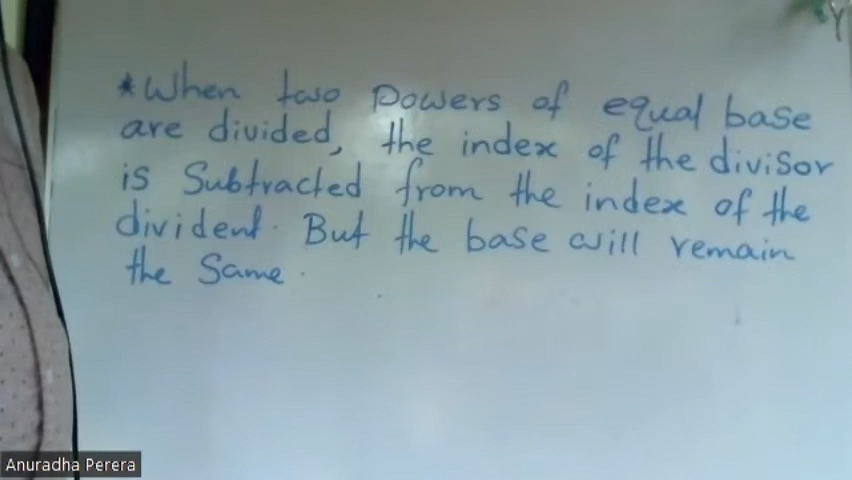 *When two powers of equal base
are divided, the index of the divisor
is Subtracted from the index of the
divident. But the base will remain
the Same.
Anuradha Perera